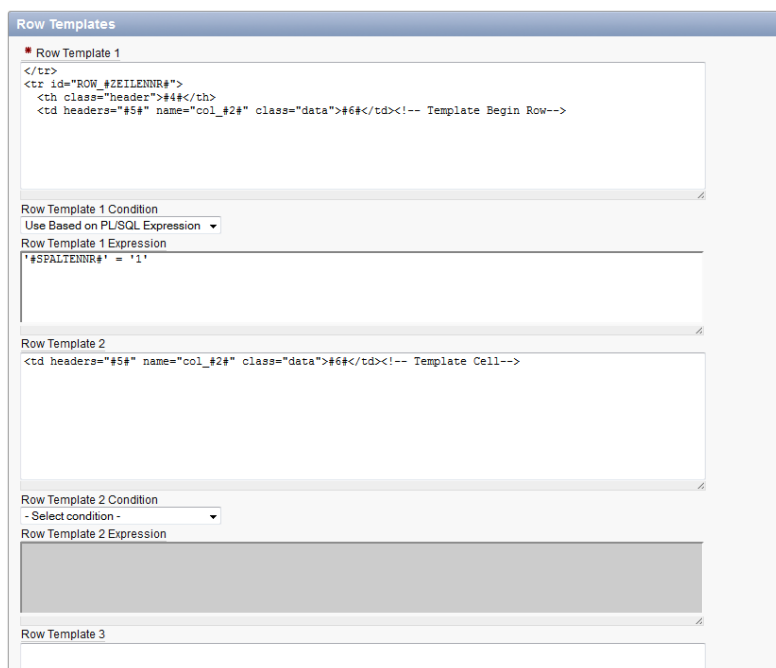 Row Templates
* Row Template 1
</tr>
<tr id="ROW_#ZEILENNR#">
  <th class="header">#4#</th>
  <td headers="#5#" name="col_#2#" class="data">#6#</td><!-- Template Begin Row-->
Row Template 1 Condition
Use Based on PL/SQL Expression
Row Template 1 Expression
'#SPALTENNR#' = '1'
Row Template 2
<td headers="#5#" name="col_#2#" class="data">#6#</td><!-- Template Cell-->
Row Template 2 Condition
- Select condition -
Row Template 2 Expression
Row Template 3